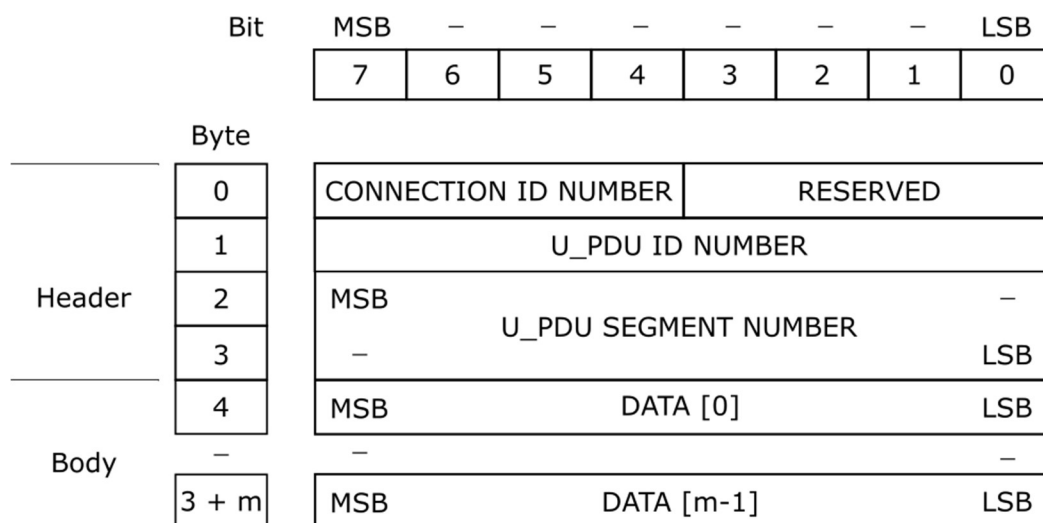 Bit MSB – – – – – – LSB
7 6 5 4 3 2 1 0
Byte
0 CONNECTION ID NUMBER RESERVED
1 U_PDU ID NUMBER
Header 2 MSB –
U_PDU SEGMENT NUMBER
3 – LSB
4 MSB DATA [0] LSB
Body – – –
3 + m MSB DATA [m-1] LSB